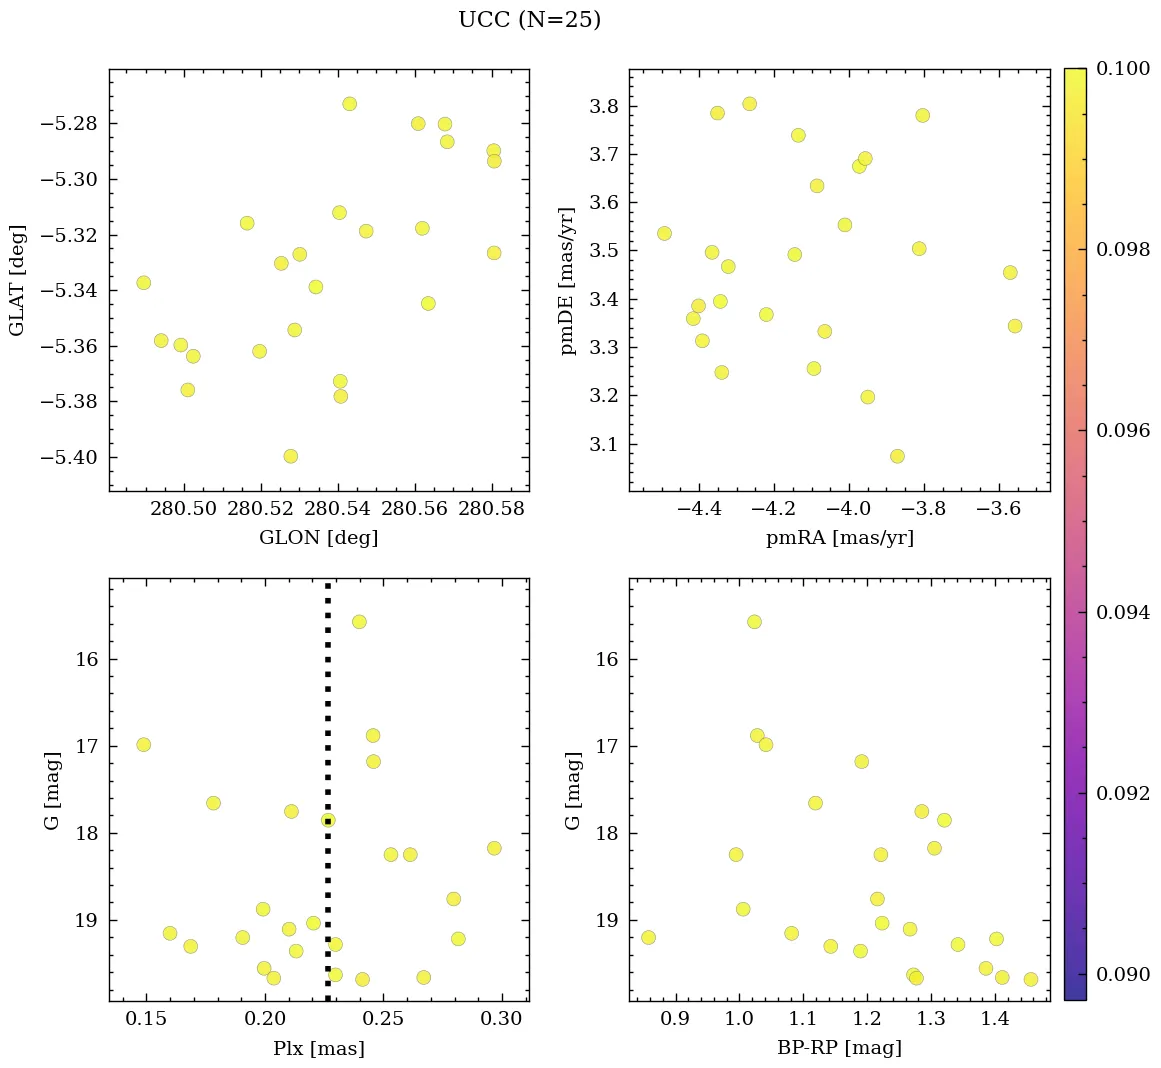 UCC (N=25)
−5.28
−5.30
−5.32
−5.34
−5.36
−5.38
−5.40
GLAT [deg]
280.50 280.52 280.54 280.56 280.58
GLON [deg]
3.8
3.7
3.6
3.5
3.4
3.3
3.2
3.1
pmDE [mas/yr]
−4.4 −4.2 −4.0 −3.8 −3.6
pmRA [mas/yr]
0.100
0.098
0.096
0.094
0.092
0.090
16
17
18
19
G [mag]
0.15 0.20 0.25 0.30
Plx [mas]
16
17
18
19
G [mag]
0.9 1.0 1.1 1.2 1.3 1.4
BP-RP [mag]